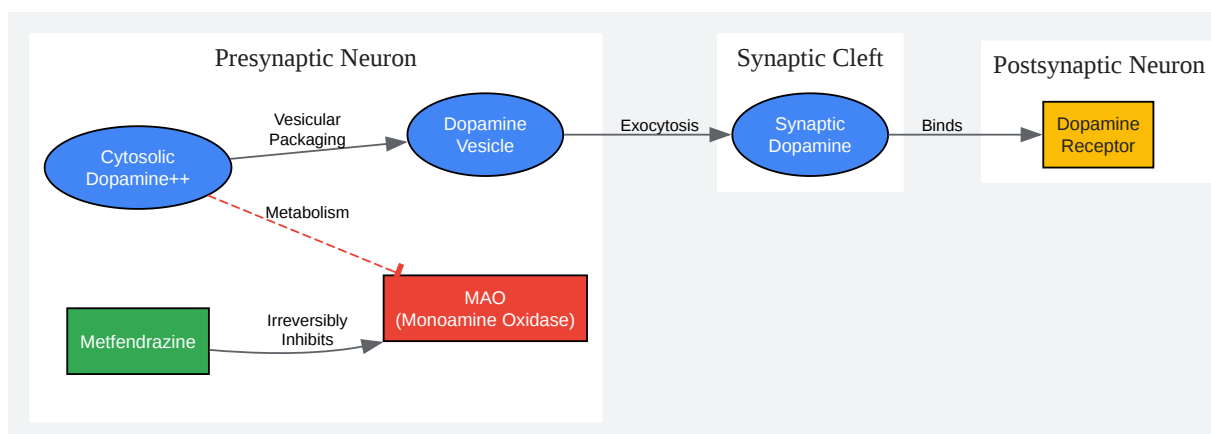 Presynaptic Neuron
Synaptic Cleft
Postsynaptic Neuron
Vesicular
Packaging
Dopamine
Vesicle
Exocytosis
Synaptic
Dopamine
Binds
Dopamine
Receptor
Cytosolic
Dopamine++
Metabolism
MAO
(Monoamine Oxidase)
Metfendrazine
Irreversibly
Inhibits